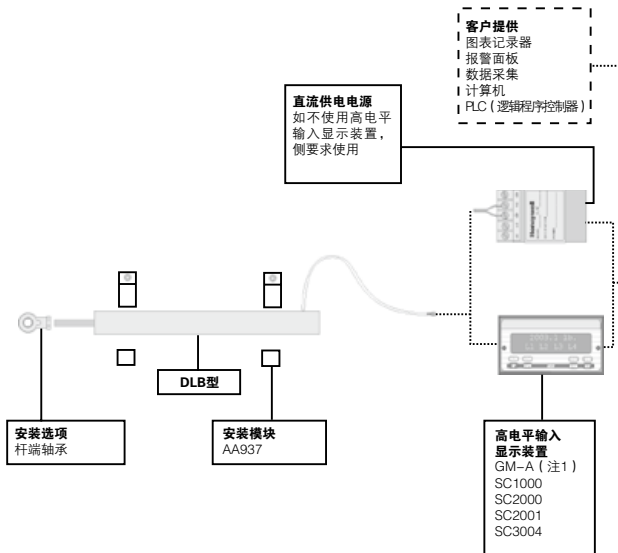 客户提供
图表记录器
报警面板
数据采集
计算机
PLC（逻辑程序控制器）
直流供电电源
如不使用高电平
输入显示装置，
侧要求使用
Honeywell
DLB型
安装选项
杆端轴承
安装模块
AA937
高电平输入
显示装置
GM-A（注1）
SC1000
SC2000
SC2001
SC3004